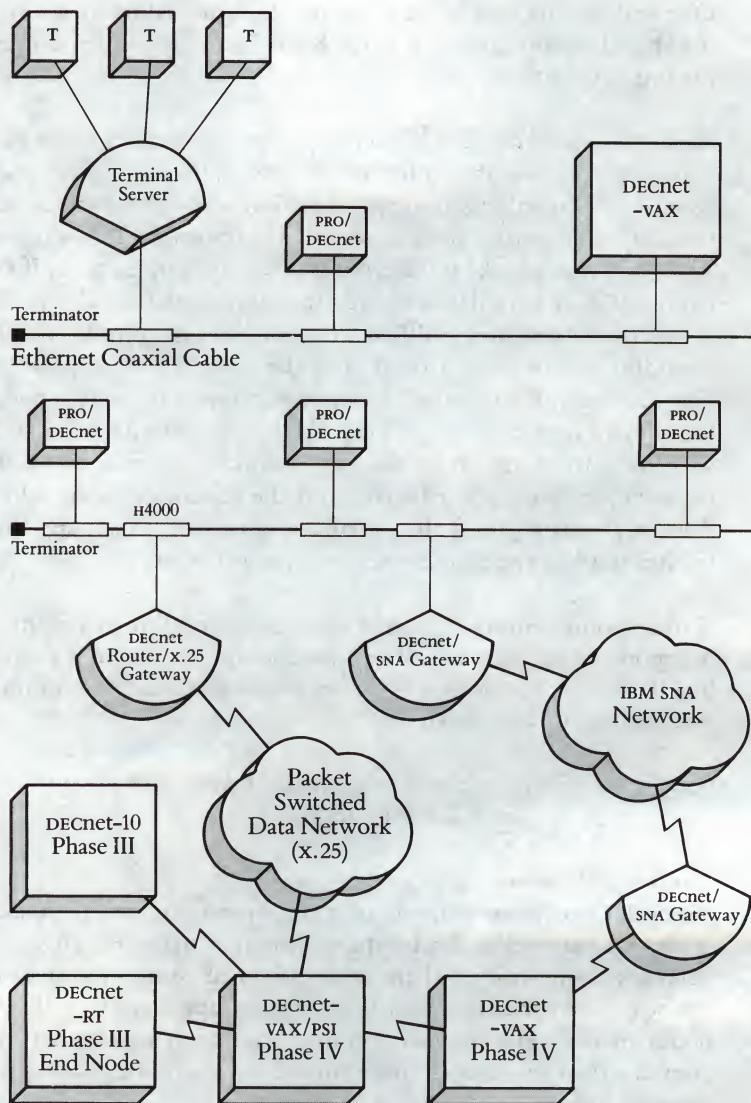 T T T
Terminal
Server
PRO/
DECnet
DECnet
-VAX
Terminator
Ethernet Coaxial Cable
PRO/
DECnet
PRO/
DECnet
PRO/
DECnet
H4000
Terminator
DECnet
Router/X.25
Gateway
DECnet/
SNA Gateway
IBM SNA
Network
Packet
Switched
Data Network
(X.25)
DECnet-10
Phase III
DECnet/
SNA Gateway
DECnet
-RT
Phase III
End Node
DECnet-
VAX/PSI
Phase IV
DECnet
-VAX
Phase IV